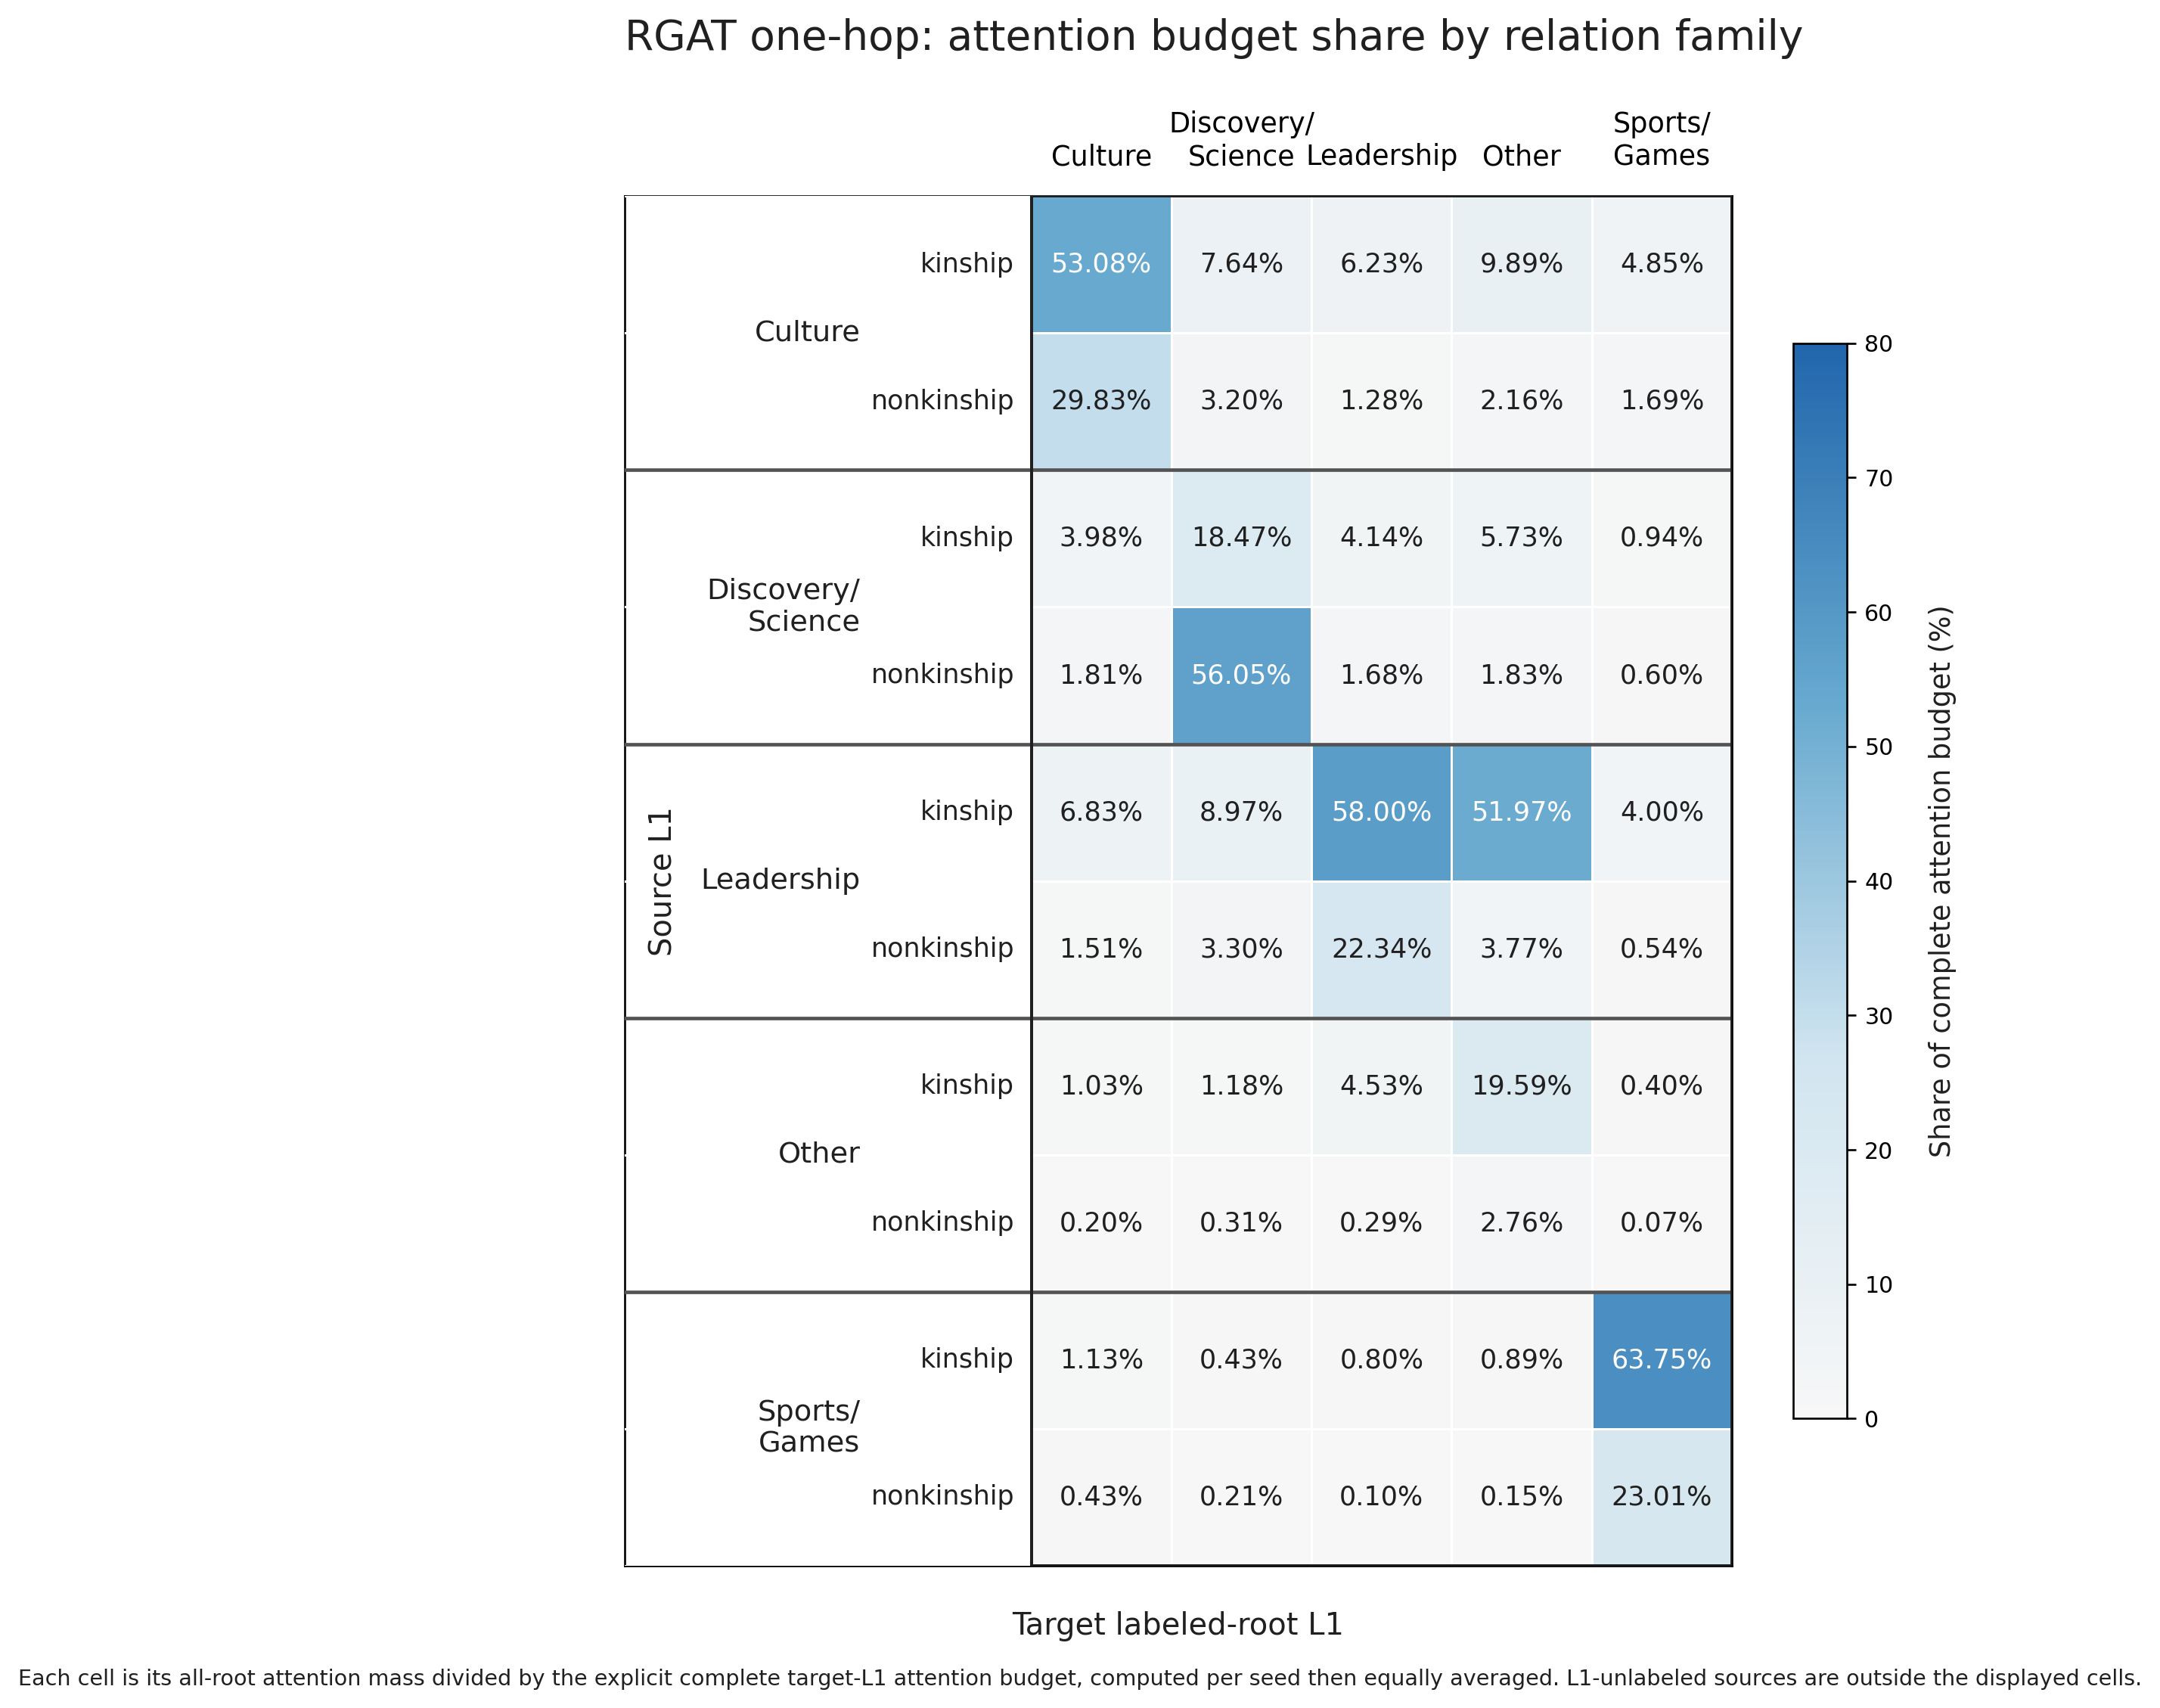 RGAT one-hop: attention budget share by relation family
Discovery/ Sports/
Culture Science Leadership Other Games
kinship 53.08% 7.64% 6.23% 9.89% 4.85%
Culture
nonkinship 29.83% 3.20% 1.28% 2.16% 1.69%
kinship 3.98% 18.47% 4.14% 5.73% 0.94%
Discovery/
Science
nonkinship 1.81% 56.05% 1.68% 1.83% 0.60%
kinship 6.83% 8.97% 58.00% 51.97% 4.00%
Leadership
nonkinship 1.51% 3.30% 22.34% 3.77% 0.54%
kinship 1.03% 1.18% 4.53% 19.59% 0.40%
Other
nonkinship 0.20% 0.31% 0.29% 2.76% 0.07%
kinship 1.13% 0.43% 0.80% 0.89% 63.75%
Sports/
Games
nonkinship 0.43% 0.21% 0.10% 0.15% 23.01%
Source L1
80
70
60
50
40
30
20
10
0
Share of complete attention budget (%)
Target labeled-root L1
Each cell is its all-root attention mass divided by the explicit complete target-L1 attention budget, computed per seed then equally averaged. L1-unlabeled sources are outside the displayed cells.